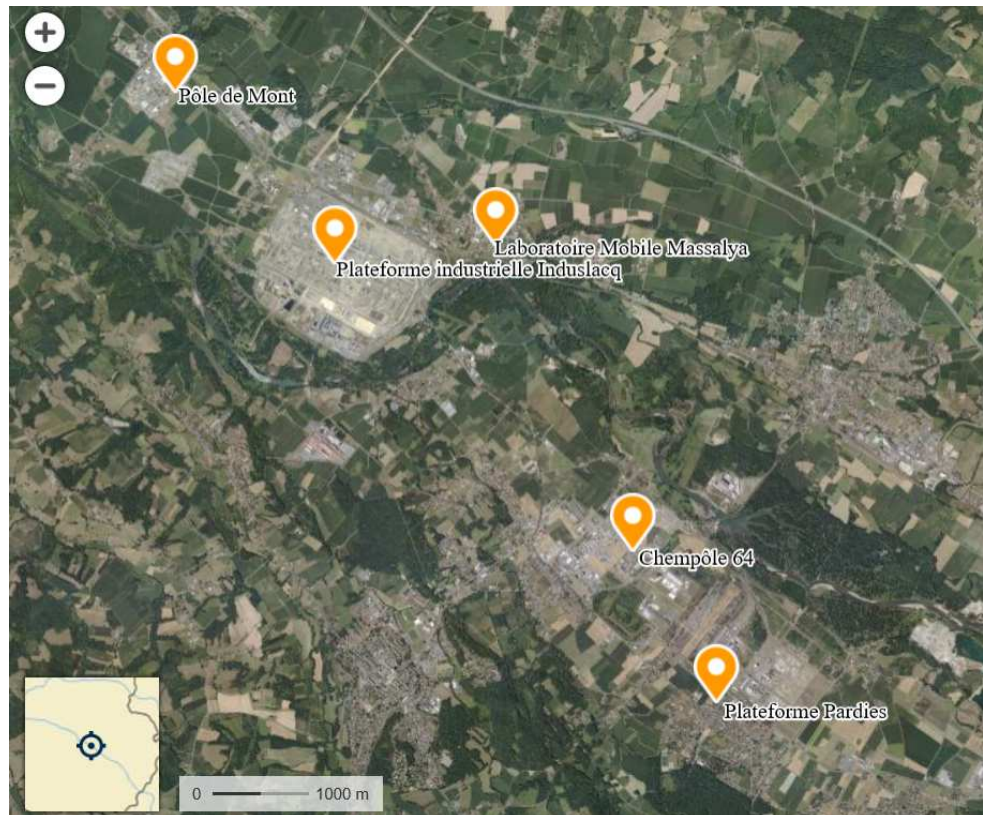 Pôle de Mont
Laboratoire Mobile Massalya
Plateforme industrielle Induslacq
Chempôle 64
Plateforme Pardies
0 1000 m